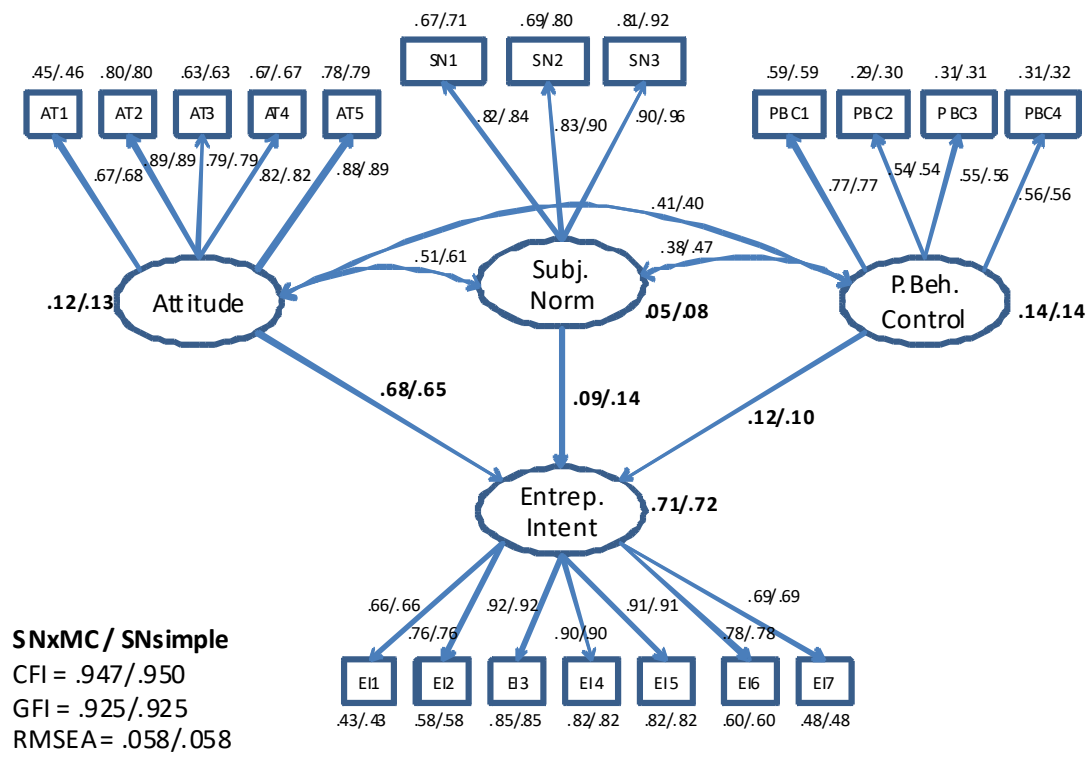 .67/.71 .69/.80 .81/.92
SN1 SN2 SN3
.45/.46 .80/.80 .63/.63 .67/.67 .78/.79
.59/.59 .29/.30 .31/.31 .31/.32
AT1 AT2 AT3 AT4 AT5
PBC1 PBC2 PBC3 PBC4
.82/.84 .83/.90 .90/.96
.67/.68 .89/.89 .79/.79 .82/.82 .88/.89
.77/.77 .54/.54 .55/.56 .56/.56
.41/.40
.51/.61 .38/.47
Attitude
.12/.13
Subj.
Norm
.05/.08
P.Beh.
Control
.14/.14
.68/.65 .09/.14 .12/.10
Entrep.
Intent
.71/.72
.66/.66 .76/.76 .92/.92 .90/.90 .91/.91 .78/.78 .69/.69
EI1 EI2 EI3 EI4 EI5 EI6 EI7
.43/.43 .58/.58 .85/.85 .82/.82 .82/.82 .60/.60 .48/.48
SNxMC / SNsimple
CFI = .947/.950
GFI = .925/.925
RMSEA = .058/.058